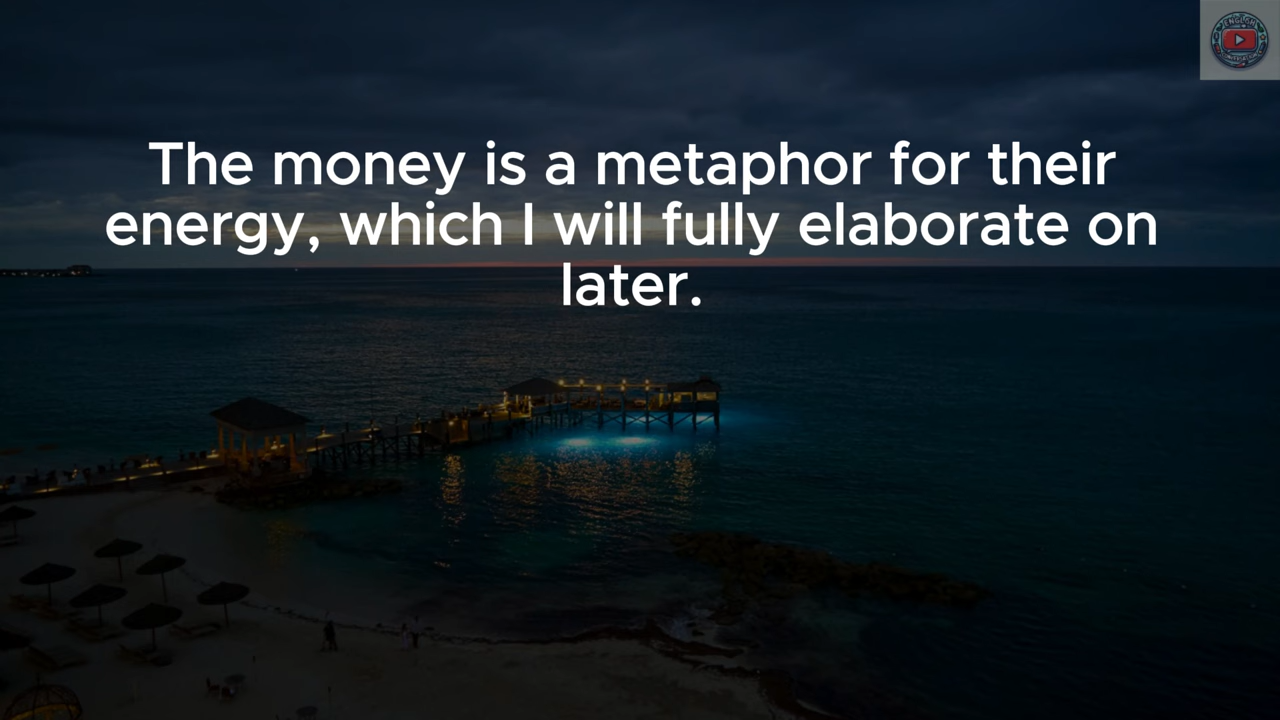 The money is a metaphor for their
energy, which I will fully elaborate on
later.